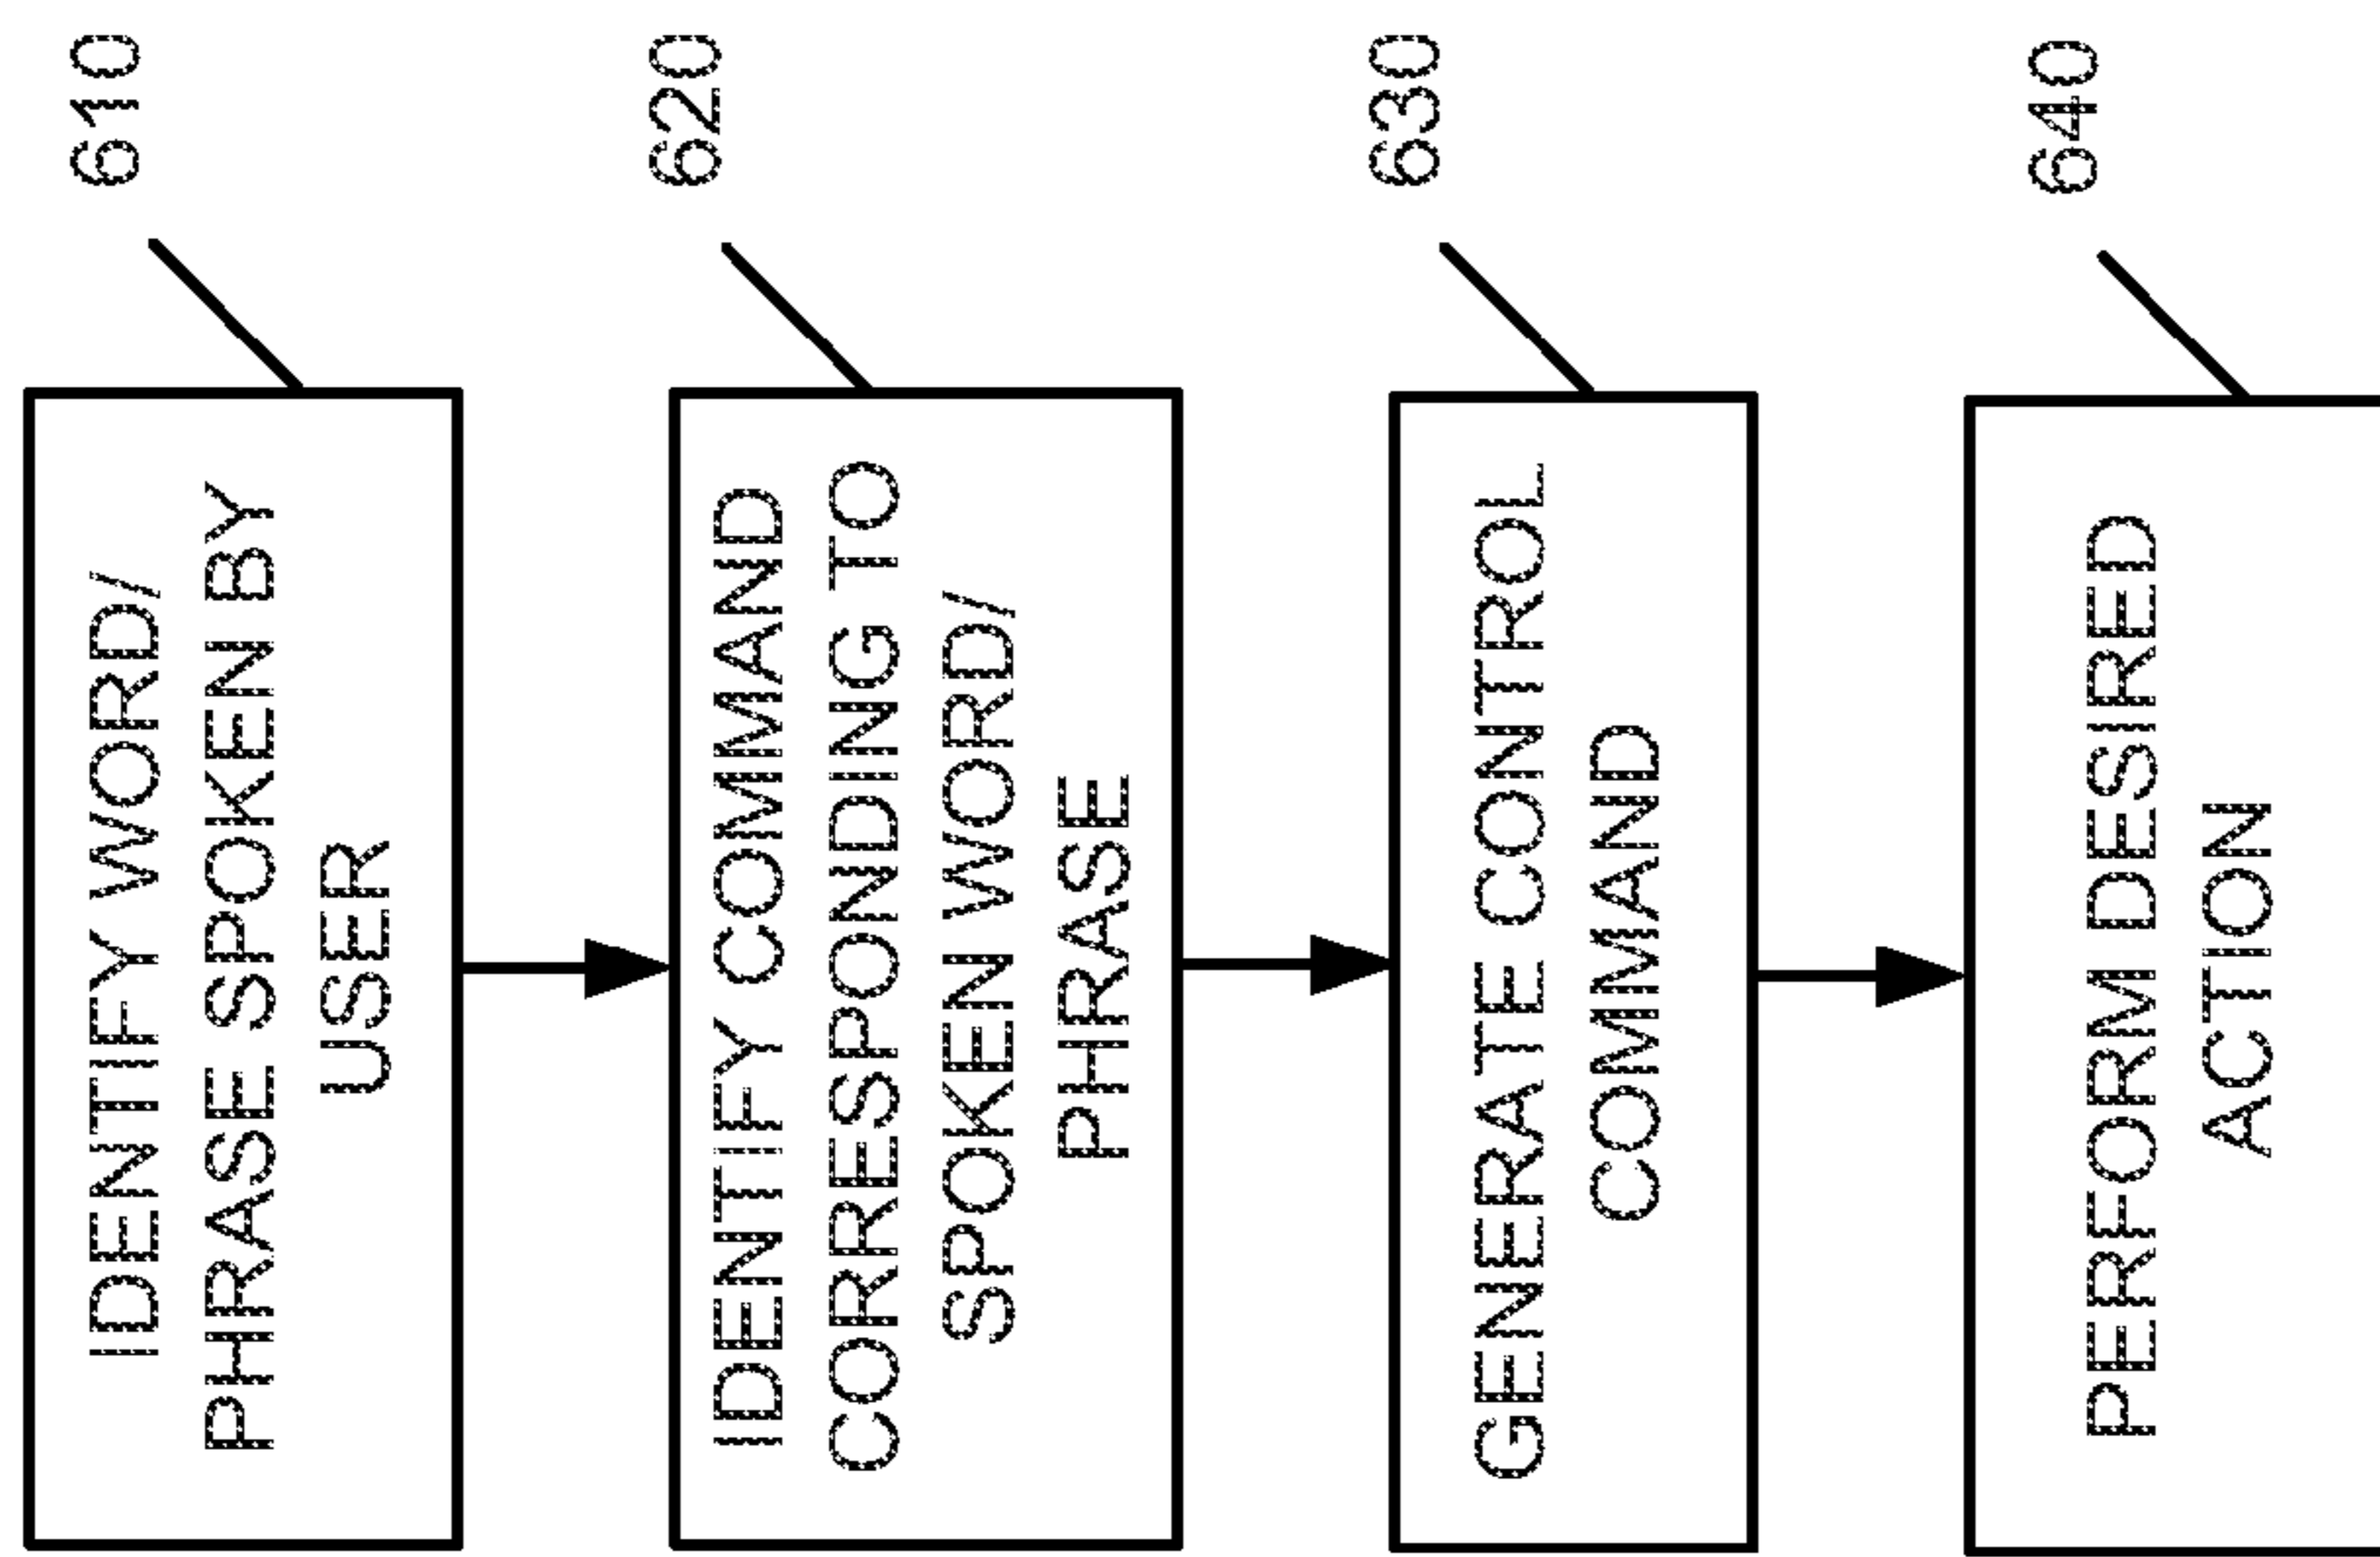 IDENTIFY WORD/
PHRASE SPOKEN BY
USER
610
IDENTIFY COMMAND
CORRESPONDING TO
SPOKEN WORD/
PHRASE
620
GENERATE CONTROL
COMMAND
630
PERFORM DESIRED
ACTION
640